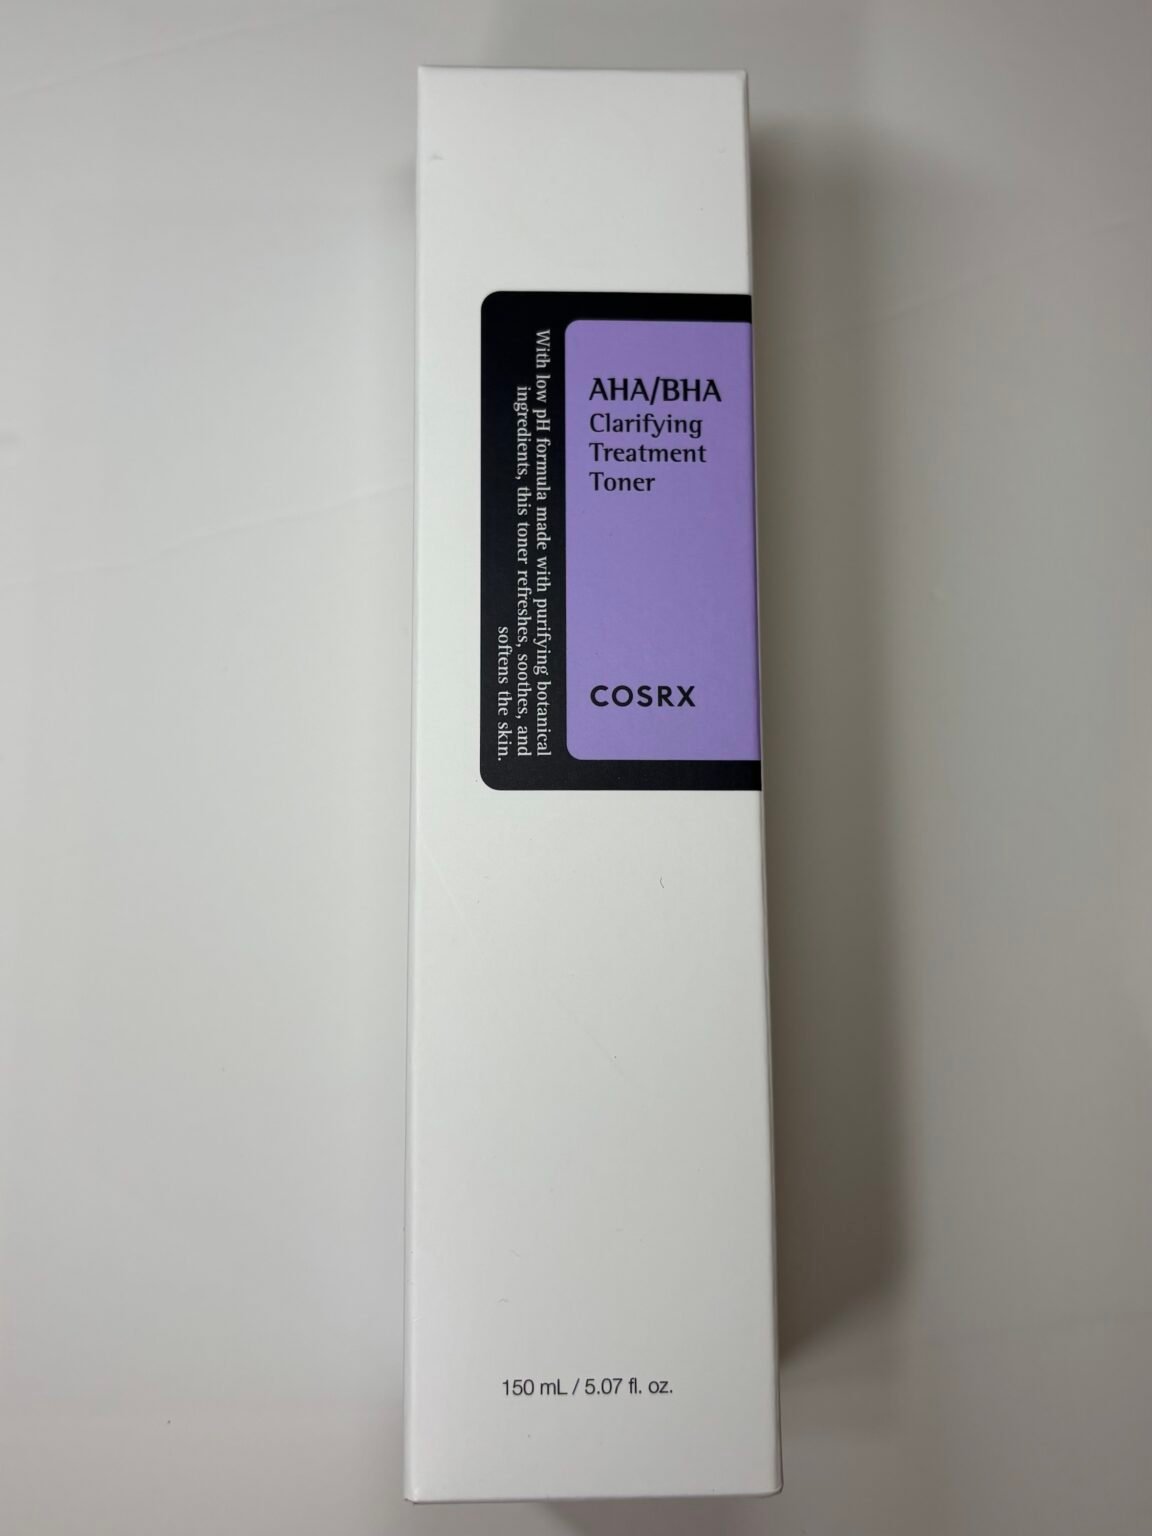 AHA/BHA
Clarifying
Treatment
Toner
COSRX
With low pH formula made with purifying botanical
ingredients, this toner refreshes, soothes, and
softens the skin.
150 mL / 5.07 fl. oz.